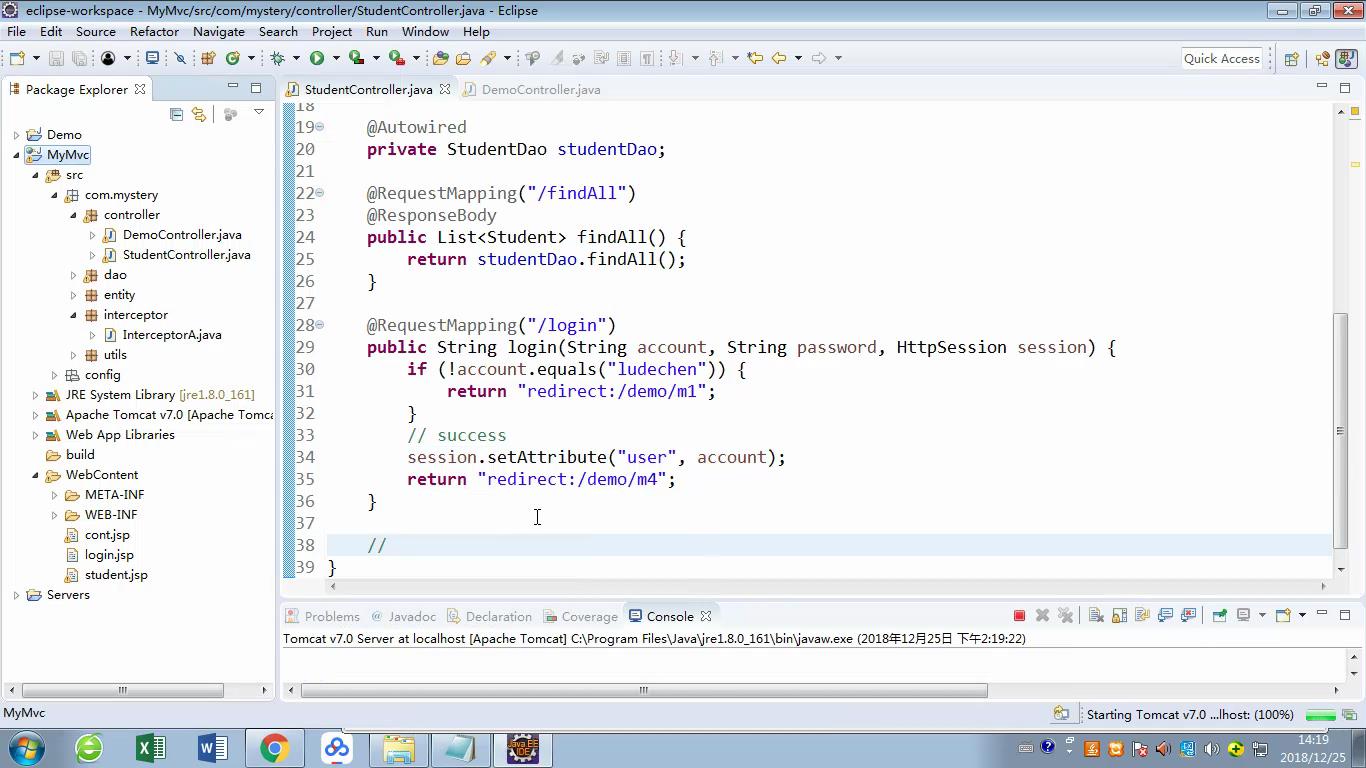 eclipse-workspace - MyMvc/src/com/mystery/controller/StudentController.java - Eclipse
File Edit Source Refactor Navigate Search Project Run Window Help
Quick Access
Package Explorer
Demo
MyMvc
src
com.mystery
controller
DemoController.java
StudentController.java
dao
entity
interceptor
InterceptorA.java
utils
config
JRE System Library [jre1.8.0_161]
Apache Tomcat v7.0 [Apache Tomca
Web App Libraries
build
WebContent
META-INF
WEB-INF
cont.jsp
login.jsp
student.jsp
Servers
StudentController.java DemoController.java
18
19 @Autowired
20 private StudentDao studentDao;
21
22 @RequestMapping("/findAll")
23 @ResponseBody
24 public List<Student> findAll() {
25 return studentDao.findAll();
26 }
27
28 @RequestMapping("/login")
29 public String login(String account, String password, HttpSession session) {
30 if (!account.equals("ludechen")) {
31 return "redirect:/demo/m1";
32 }
33 // success
34 session.setAttribute("user", account);
35 return "redirect:/demo/m4";
36 }
37
38 //
39 }
Problems @ Javadoc Declaration Coverage Console
Tomcat v7.0 Server at localhost [Apache Tomcat] C:\Program Files\Java\jre1.8.0_161\bin\javaw.exe (2018年12月25日 下午2:19:22)
MyMvc
Starting Tomcat v7.0 ...lhost: (100%)
Java EE
IDE
14:19
2018/12/25